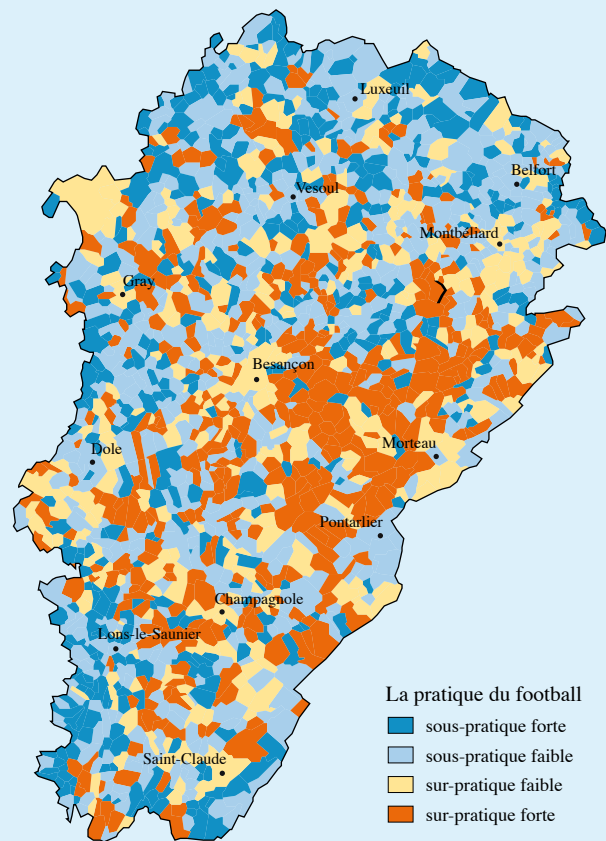 Luxeuil
Belfort
Vesoul
Montbéliard
Gray
Besançon
Morteau
Dole
Pontarlier
Champagnole
Lons-le-Saunier
La pratique du football
sous-pratique forte
sous-pratique faible
Saint-Claude
sur-pratique faible
sur-pratique forte